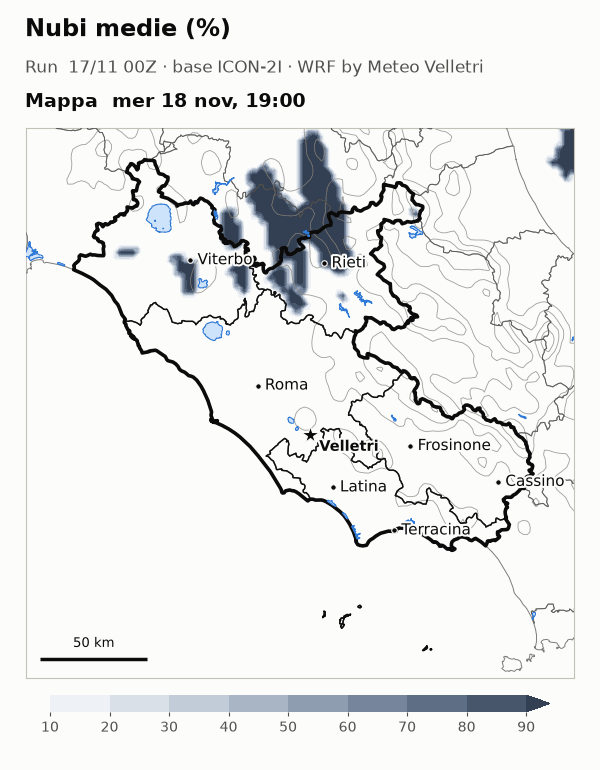 Nubi medie (%)
Run  17/11 00Z · base ICON-2I · WRF by Meteo Velletri
Mappa  mer 18 nov, 19:00
Viterbo
Rieti
Roma
Velletri
Frosinone
Cassino
Latina
Terracina
50 km
10 20 30 40 50 60 70 80 90